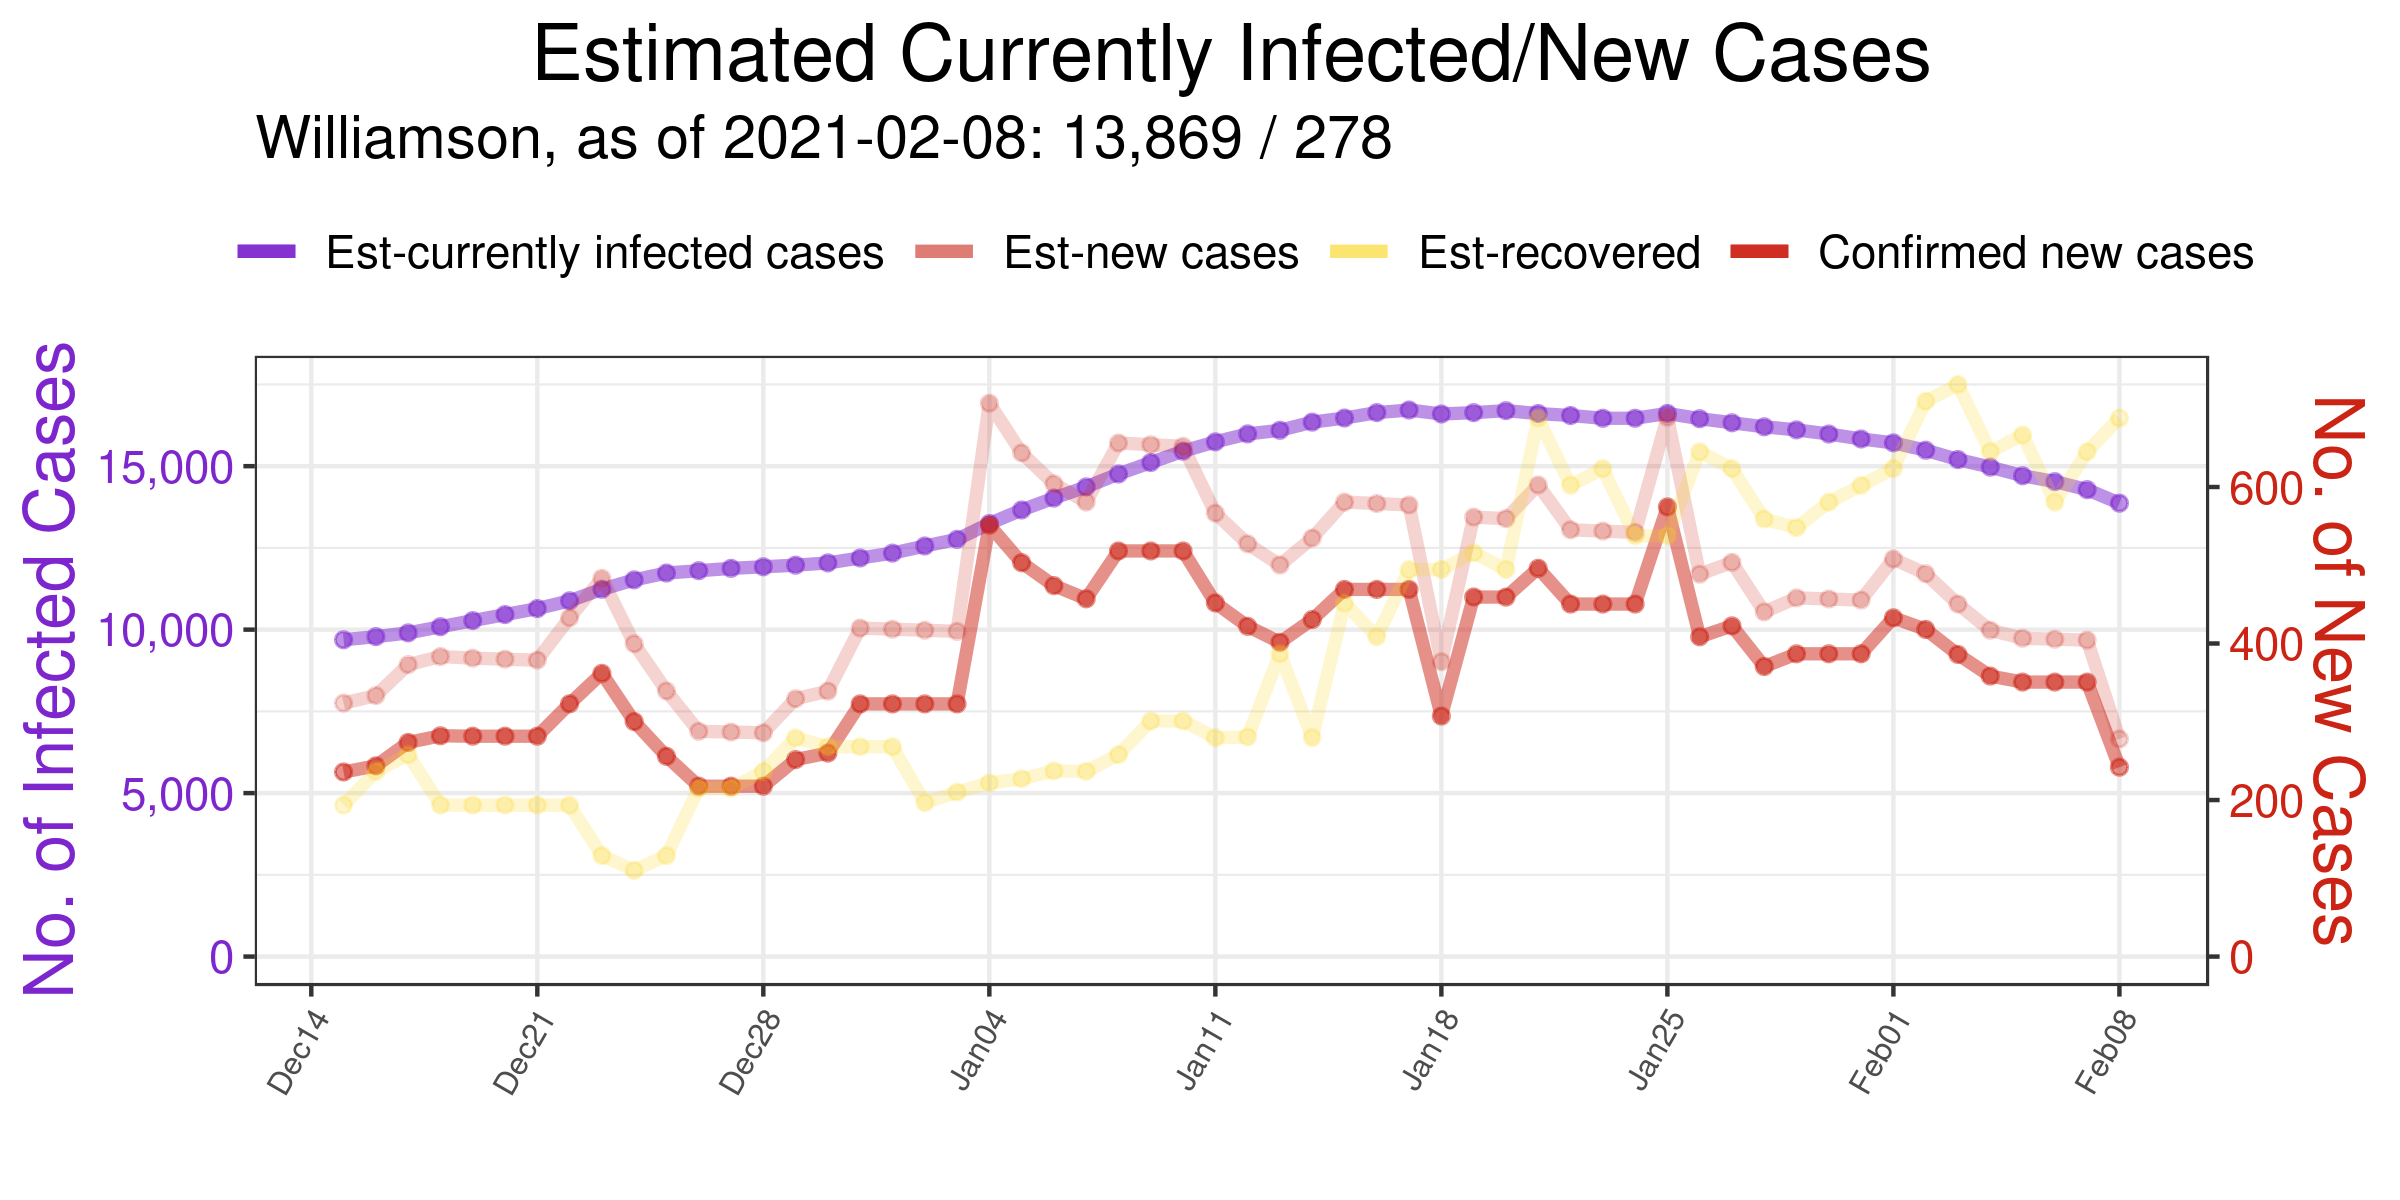 Estimated Currently Infected/New Cases
Williamson, as of 2021-02-08: 13,869 / 278
Est-currently infected cases Est-new cases Est-recovered Confirmed new cases
No. of Infected Cases
15,000
10,000
5,000
0
No. of New Cases
600
400
200
0
Dec14 Dec21 Dec28 Jan04 Jan11 Jan18 Jan25 Feb01 Feb08